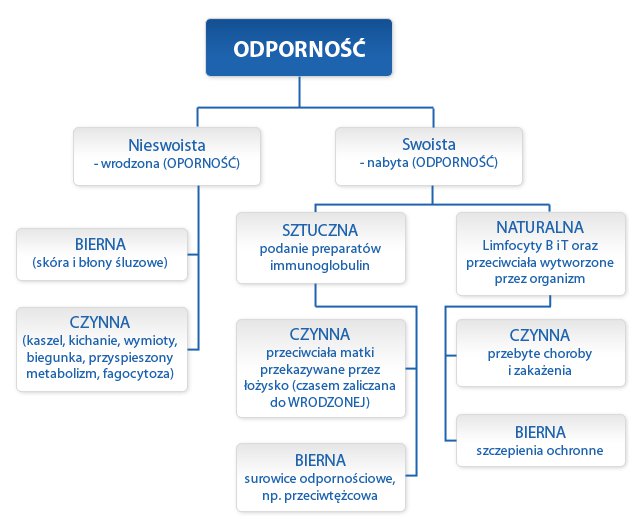 ODPORNOŚĆ
Nieswoista
- wrodzona (OPORNOŚĆ)
Swoista
- nabyta (ODPORNOŚĆ)
BIERNA
(skóra i błony śluzowe)
CZYNNA
(kaszel, kichanie, wymioty,
biegunka, przyspieszony
metabolizm, fagocytoza)
SZTUCZNA
podanie preparatów
immunoglobulin
CZYNNA
przeciwciała matki
przekazywane przez
łożysko (czasem zaliczana
do WRODZONEJ)
BIERNA
surowice odpornościowe,
np. przeciwtężcowa
NATURALNA
Limfocyty B i T oraz
przeciwciała wytworzone
przez organizm
CZYNNA
przebyte choroby
i zakażenia
BIERNA
szczepienia ochronne